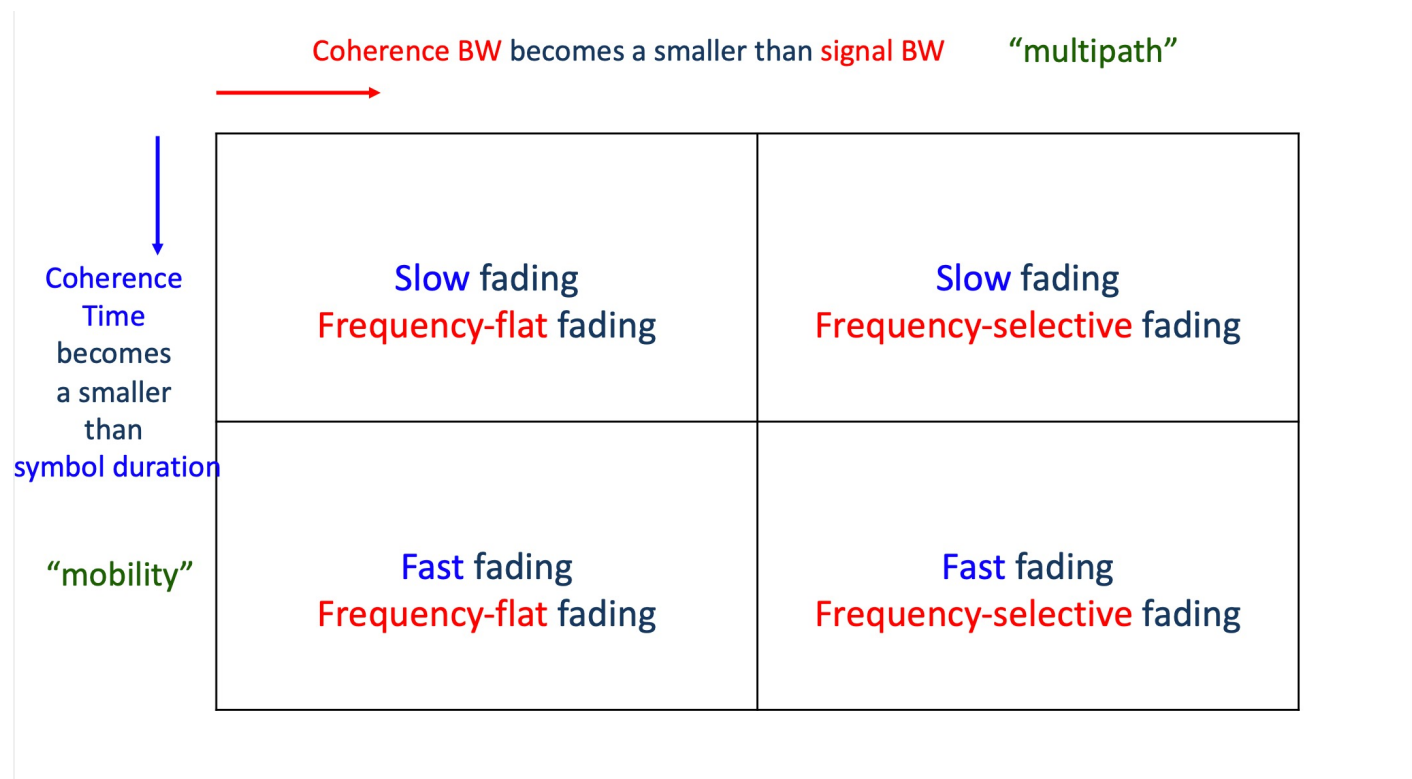 Coherence BW becomes a smaller than signal BW “multipath”
Coherence
Time
becomes
a smaller
than
symbol duration
“mobility”
Slow fading
Frequency-flat fading
Slow fading
Frequency-selective fading
Fast fading
Frequency-flat fading
Fast fading
Frequency-selective fading